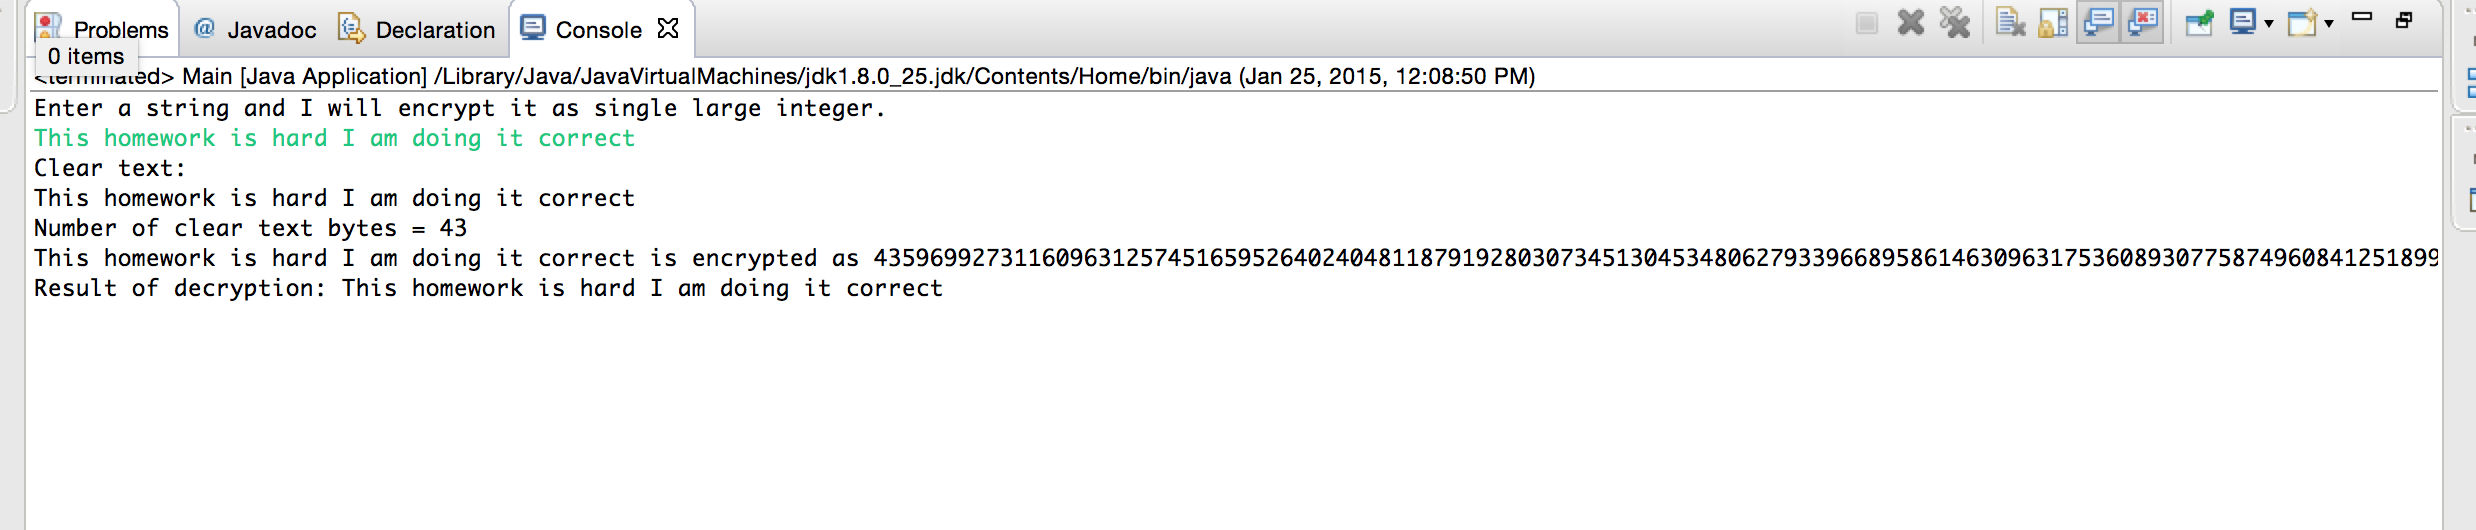 Problems @ Javadoc Declaration Console
0 items
<terminated> Main [Java Application] /Library/Java/JavaVirtualMachines/jdk1.8.0_25.jdk/Contents/Home/bin/java (Jan 25, 2015, 12:08:50 PM)
Enter a string and I will encrypt it as single large integer.
This homework is hard I am doing it correct
Clear text:
This homework is hard I am doing it correct
Number of clear text bytes = 43
This homework is hard I am doing it correct is encrypted as 435969927311609631257451659526402404811879192803073451304534806279339668958614630963175360893077587496084125189​9
Result of decryption: This homework is hard I am doing it correct